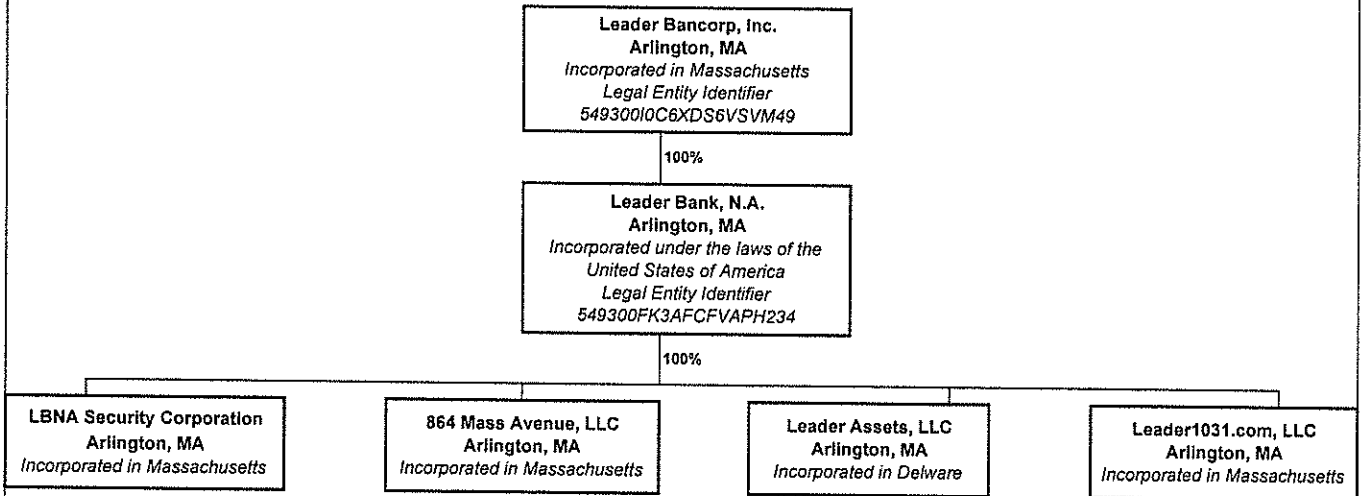 Leader Bancorp, Inc.
Arlington, MA
Incorporated in Massachusetts
Legal Entity Identifier
549300I0C6XDS6VSVM49
100%
Leader Bank, N.A.
Arlington, MA
Incorporated under the laws of the
United States of America
Legal Entity Identifier
549300FK3AFCFVAPH234
100%
LBNA Security Corporation
Arlington, MA
Incorporated in Massachusetts
864 Mass Avenue, LLC
Arlington, MA
Incorporated in Massachusetts
Leader Assets, LLC
Arlington, MA
Incorporated in Delware
Leader1031.com, LLC
Arlington, MA
Incorporated in Massachusetts